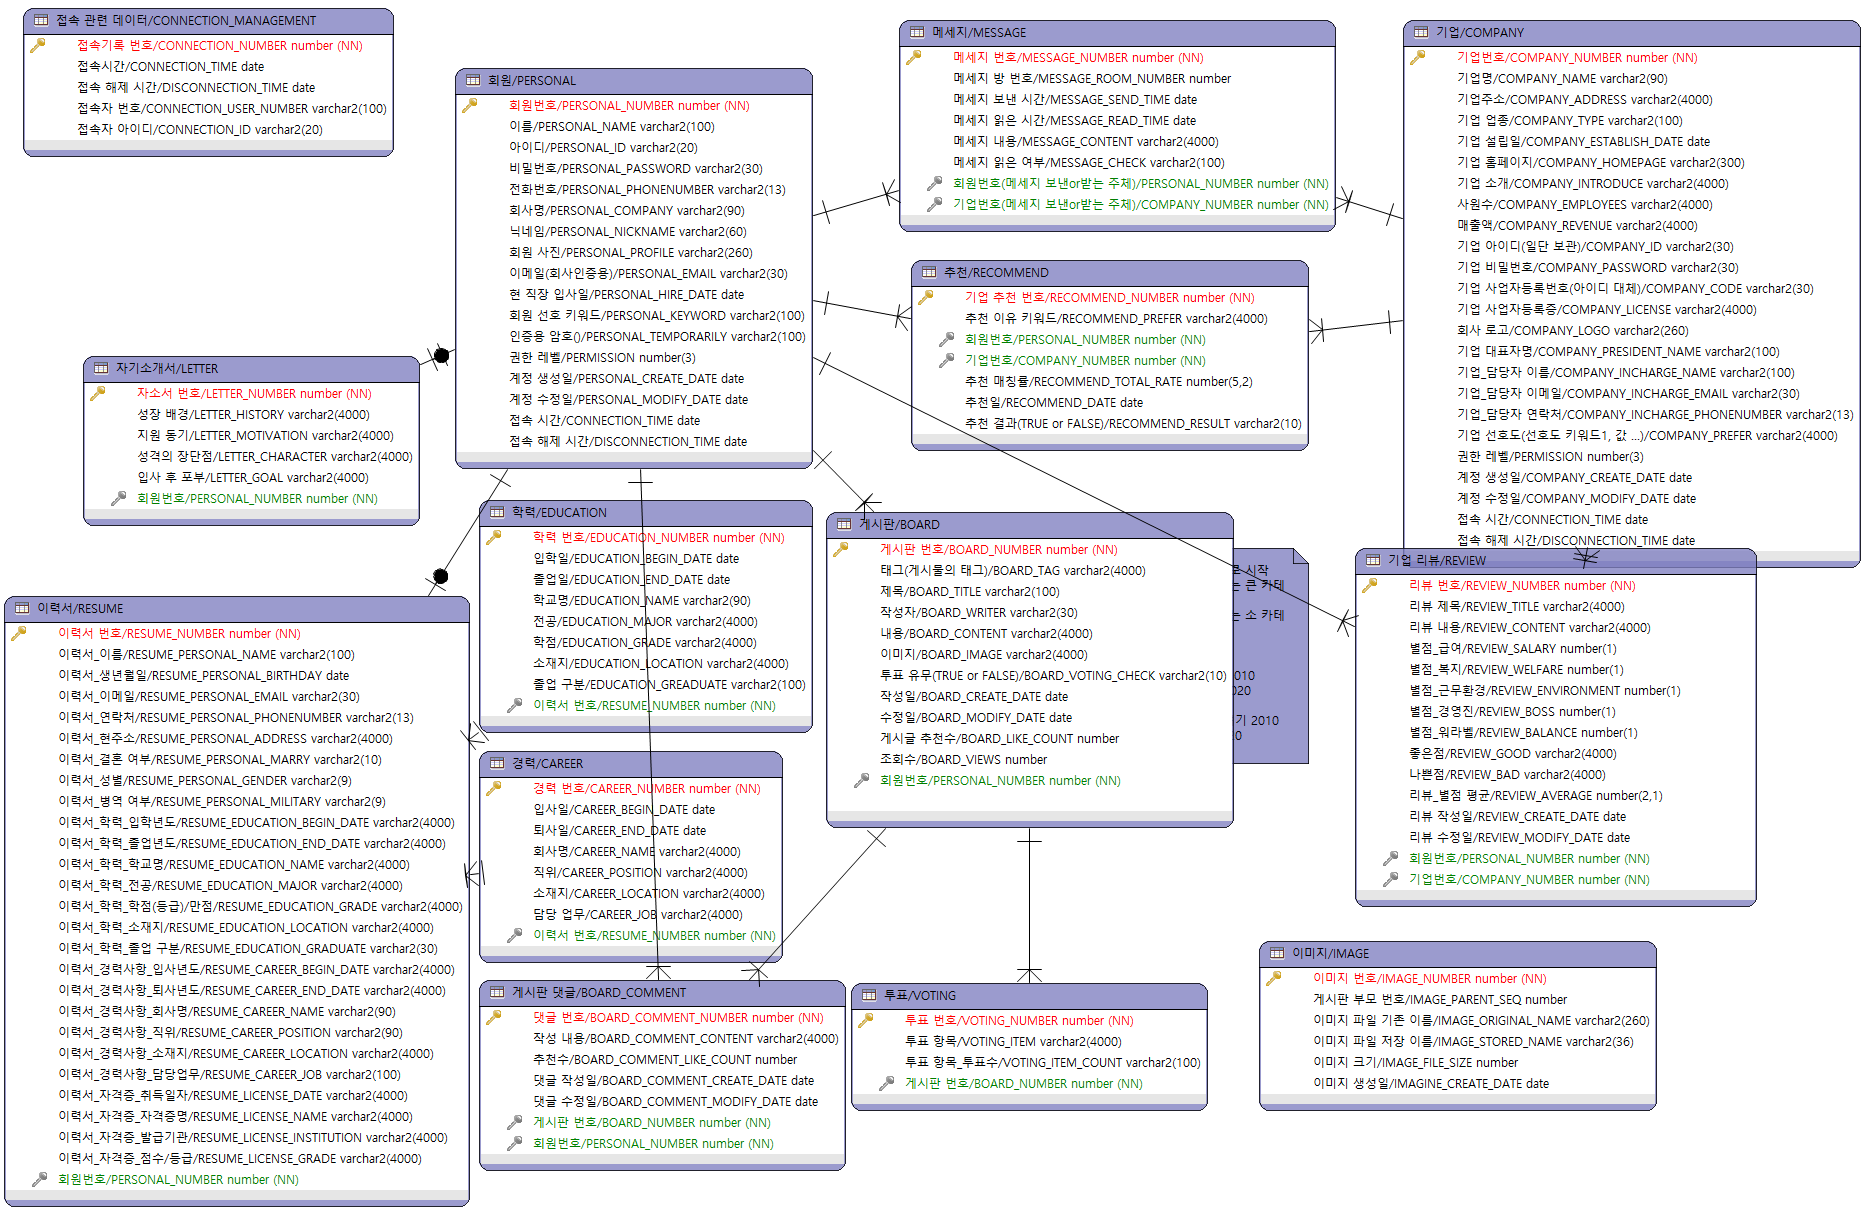 접속 관련 데이터/CONNECTION_MANAGEMENT
접속기록 번호/CONNECTION_NUMBER number (NN)
접속시간/CONNECTION_TIME date
접속 해제 시간/DISCONNECTION_TIME date
접속자 번호/CONNECTION_USER_NUMBER varchar2(100)
접속자 아이디/CONNECTION_ID varchar2(20)
회원/PERSONAL
회원번호/PERSONAL_NUMBER number (NN)
이름/PERSONAL_NAME varchar2(100)
아이디/PERSONAL_ID varchar2(20)
비밀번호/PERSONAL_PASSWORD varchar2(30)
전화번호/PERSONAL_PHONENUMBER varchar2(13)
회사명/PERSONAL_COMPANY varchar2(90)
닉네임/PERSONAL_NICKNAME varchar2(60)
회원 사진/PERSONAL_PROFILE varchar2(260)
이메일(회사인증용)/PERSONAL_EMAIL varchar2(30)
현 직장 입사일/PERSONAL_HIRE_DATE date
회원 선호 키워드/PERSONAL_KEYWORD varchar2(100)
인증용 암호()/PERSONAL_TEMPORARILY varchar2(100)
권한 레벨/PERMISSION number(3)
계정 생성일/PERSONAL_CREATE_DATE date
계정 수정일/PERSONAL_MODIFY_DATE date
접속 시간/CONNECTION_TIME date
접속 해제 시간/DISCONNECTION_TIME date
메세지/MESSAGE
메세지 번호/MESSAGE_NUMBER number (NN)
메세지 방 번호/MESSAGE_ROOM_NUMBER number
메세지 보낸 시간/MESSAGE_SEND_TIME date
메세지 읽은 시간/MESSAGE_READ_TIME date
메세지 내용/MESSAGE_CONTENT varchar2(4000)
메세지 읽은 여부/MESSAGE_CHECK varchar2(100)
회원번호(메세지 보낸or받는 주체)/PERSONAL_NUMBER number (NN)
기업번호(메세지 보낸or받는 주체)/COMPANY_NUMBER number (NN)
기업/COMPANY
기업번호/COMPANY_NUMBER number (NN)
기업명/COMPANY_NAME varchar2(90)
기업주소/COMPANY_ADDRESS varchar2(4000)
기업 업종/COMPANY_TYPE varchar2(100)
기업 설립일/COMPANY_ESTABLISH_DATE date
기업 홈페이지/COMPANY_HOMEPAGE varchar2(300)
기업 소개/COMPANY_INTRODUCE varchar2(4000)
사원수/COMPANY_EMPLOYEES varchar2(4000)
매출액/COMPANY_REVENUE varchar2(4000)
기업 아이디(일단 보관)/COMPANY_ID varchar2(30)
기업 비밀번호/COMPANY_PASSWORD varchar2(30)
기업 사업자등록번호(아이디 대체)/COMPANY_CODE varchar2(30)
기업 사업자등록증/COMPANY_LICENSE varchar2(4000)
회사 로고/COMPANY_LOGO varchar2(260)
기업 대표자명/COMPANY_PRESIDENT_NAME varchar2(100)
기업_담당자 이름/COMPANY_INCHARGE_NAME varchar2(100)
기업_담당자 이메일/COMPANY_INCHARGE_EMAIL varchar2(30)
기업_담당자 연락처/COMPANY_INCHARGE_PHONENUMBER varchar2(13)
기업 선호도(선호도 키워드1, 값 ...)/COMPANY_PREFER varchar2(4000)
권한 레벨/PERMISSION number(3)
계정 생성일/COMPANY_CREATE_DATE date
계정 수정일/COMPANY_MODIFY_DATE date
접속 시간/CONNECTION_TIME date
접속 해제 시간/DISCONNECTION_TIME date
추천/RECOMMEND
기업 추천 번호/RECOMMEND_NUMBER number (NN)
추천 이유 키워드/RECOMMEND_PREFER varchar2(4000)
회원번호/PERSONAL_NUMBER number (NN)
기업번호/COMPANY_NUMBER number (NN)
추천 매칭률/RECOMMEND_TOTAL_RATE number(5,2)
추천일/RECOMMEND_DATE date
추천 결과(TRUE or FALSE)/RECOMMEND_RESULT varchar2(10)
자기소개서/LETTER
자소서 번호/LETTER_NUMBER number (NN)
성장 배경/LETTER_HISTORY varchar2(4000)
지원 동기/LETTER_MOTIVATION varchar2(4000)
성격의 장단점/LETTER_CHARACTER varchar2(4000)
입사 후 포부/LETTER_GOAL varchar2(4000)
회원번호/PERSONAL_NUMBER number (NN)
학력/EDUCATION
학력 번호/EDUCATION_NUMBER number (NN)
입학일/EDUCATION_BEGIN_DATE date
졸업일/EDUCATION_END_DATE date
학교명/EDUCATION_NAME varchar2(90)
전공/EDUCATION_MAJOR varchar2(4000)
학점/EDUCATION_GRADE varchar2(4000)
소재지/EDUCATION_LOCATION varchar2(4000)
졸업 구분/EDUCATION_GREADUATE varchar2(100)
이력서 번호/RESUME_NUMBER number (NN)
게시판/BOARD
게시판 번호/BOARD_NUMBER number (NN)
태그(게시물의 태그)/BOARD_TAG varchar2(4000)
제목/BOARD_TITLE varchar2(100)
작성자/BOARD_WRITER varchar2(30)
내용/BOARD_CONTENT varchar2(4000)
이미지/BOARD_IMAGE varchar2(4000)
투표 유무(TRUE or FALSE)/BOARD_VOTING_CHECK varchar2(10)
작성일/BOARD_CREATE_DATE date
수정일/BOARD_MODIFY_DATE date
게시글 추천수/BOARD_LIKE_COUNT number
조회수/BOARD_VIEWS number
회원번호/PERSONAL_NUMBER number (NN)
시작
는 큰 카테
는 소 카테
기 2010
기업 리뷰/REVIEW
리뷰 번호/REVIEW_NUMBER number (NN)
리뷰 제목/REVIEW_TITLE varchar2(4000)
리뷰 내용/REVIEW_CONTENT varchar2(4000)
별점_급여/REVIEW_SALARY number(1)
별점_복지/REVIEW_WELFARE number(1)
별점_근무환경/REVIEW_ENVIRONMENT number(1)
별점_경영진/REVIEW_BOSS number(1)
별점_워라벨/REVIEW_BALANCE number(1)
좋은점/REVIEW_GOOD varchar2(4000)
나쁜점/REVIEW_BAD varchar2(4000)
리뷰_별점 평균/REVIEW_AVERAGE number(2,1)
리뷰 작성일/REVIEW_CREATE_DATE date
리뷰 수정일/REVIEW_MODIFY_DATE date
회원번호/PERSONAL_NUMBER number (NN)
기업번호/COMPANY_NUMBER number (NN)
이력서/RESUME
이력서 번호/RESUME_NUMBER number (NN)
이력서_이름/RESUME_PERSONAL_NAME varchar2(100)
이력서_생년월일/RESUME_PERSONAL_BIRTHDAY date
이력서_이메일/RESUME_PERSONAL_EMAIL varchar2(30)
이력서_연락처/RESUME_PERSONAL_PHONENUMBER varchar2(13)
이력서_현주소/RESUME_PERSONAL_ADDRESS varchar2(4000)
이력서_결혼 여부/RESUME_PERSONAL_MARRY varchar2(10)
이력서_성별/RESUME_PERSONAL_GENDER varchar2(9)
이력서_병역 여부/RESUME_PERSONAL_MILITARY varchar2(9)
이력서_학력_입학년도/RESUME_EDUCATION_BEGIN_DATE varchar2(4000)
이력서_학력_졸업년도/RESUME_EDUCATION_END_DATE varchar2(4000)
이력서_학력_학교명/RESUME_EDUCATION_NAME varchar2(4000)
이력서_학력_전공/RESUME_EDUCATION_MAJOR varchar2(4000)
이력서_학력_학점(등급)/만점/RESUME_EDUCATION_GRADE varchar2(4000)
이력서_학력_소재지/RESUME_EDUCATION_LOCATION varchar2(4000)
이력서_학력_졸업 구분/RESUME_EDUCATION_GRADUATE varchar2(30)
이력서_경력사항_입사년도/RESUME_CAREER_BEGIN_DATE varchar2(4000)
이력서_경력사항_퇴사년도/RESUME_CAREER_END_DATE varchar2(4000)
이력서_경력사항_회사명/RESUME_CAREER_NAME varchar2(90)
이력서_경력사항_직위/RESUME_CAREER_POSITION varchar2(90)
이력서_경력사항_소재지/RESUME_CAREER_LOCATION varchar2(4000)
이력서_경력사항_담당업무/RESUME_CAREER_JOB varchar2(100)
이력서_자격증_취득일자/RESUME_LICENSE_DATE varchar2(4000)
이력서_자격증_자격증명/RESUME_LICENSE_NAME varchar2(4000)
이력서_자격증_발급기관/RESUME_LICENSE_INSTITUTION varchar2(4000)
이력서_자격증_점수/등급/RESUME_LICENSE_GRADE varchar2(4000)
회원번호/PERSONAL_NUMBER number (NN)
경력/CAREER
경력 번호/CAREER_NUMBER number (NN)
입사일/CAREER_BEGIN_DATE date
퇴사일/CAREER_END_DATE date
회사명/CAREER_NAME varchar2(4000)
직위/CAREER_POSITION varchar2(4000)
소재지/CAREER_LOCATION varchar2(4000)
담당 업무/CAREER_JOB varchar2(4000)
이력서 번호/RESUME_NUMBER number (NN)
게시판 댓글/BOARD_COMMENT
댓글 번호/BOARD_COMMENT_NUMBER number (NN)
작성 내용/BOARD_COMMENT_CONTENT varchar2(4000)
추천수/BOARD_COMMENT_LIKE_COUNT number
댓글 작성일/BOARD_COMMENT_CREATE_DATE date
댓글 수정일/BOARD_COMMENT_MODIFY_DATE date
게시판 번호/BOARD_NUMBER number (NN)
회원번호/PERSONAL_NUMBER number (NN)
투표/VOTING
투표 번호/VOTING_NUMBER number (NN)
투표 항목/VOTING_ITEM varchar2(4000)
투표 항목_투표수/VOTING_ITEM_COUNT varchar2(100)
게시판 번호/BOARD_NUMBER number (NN)
이미지/IMAGE
이미지 번호/IMAGE_NUMBER number (NN)
게시판 부모 번호/IMAGE_PARENT_SEQ number
이미지 파일 기존 이름/IMAGE_ORIGINAL_NAME varchar2(260)
이미지 파일 저장 이름/IMAGE_STORED_NAME varchar2(36)
이미지 크기/IMAGE_FILE_SIZE number
이미지 생성일/IMAGINE_CREATE_DATE date